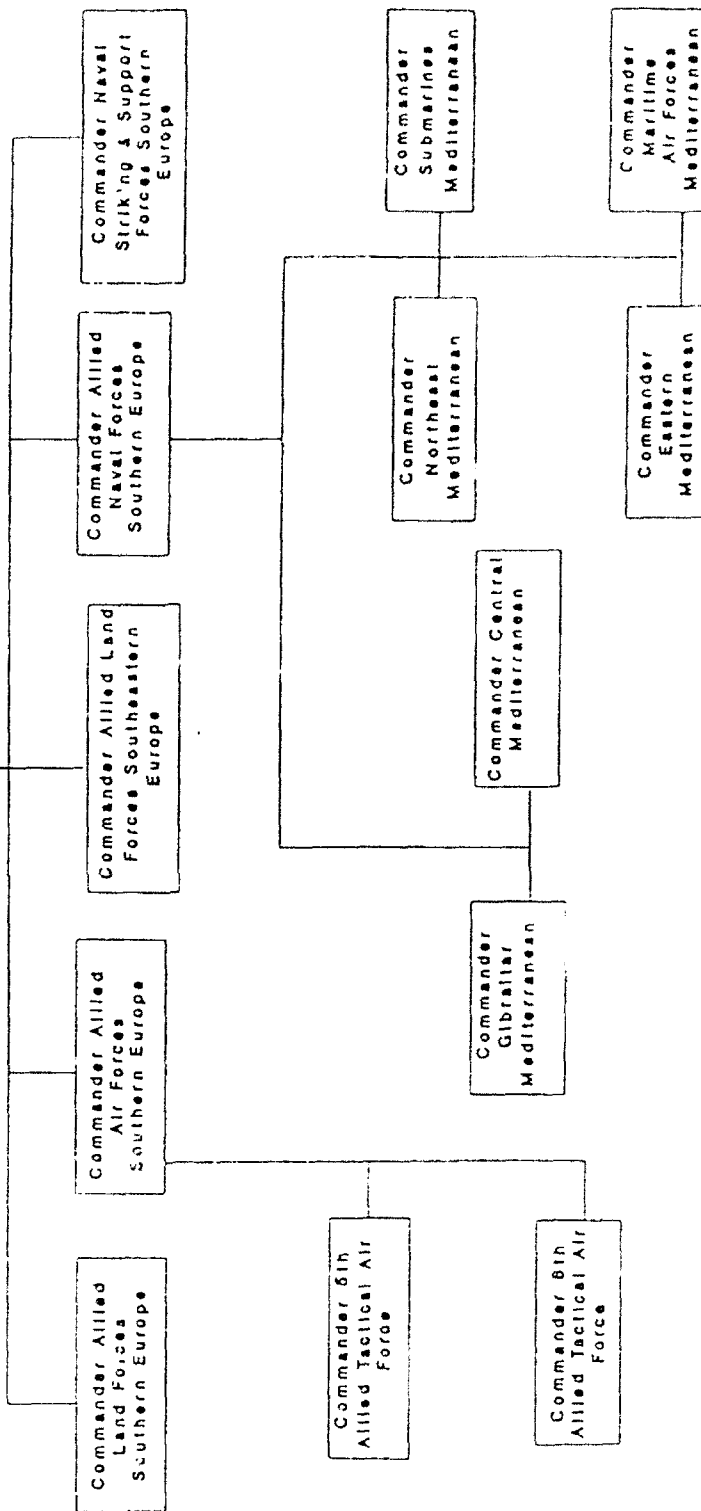 Commander Allied
Land Forces
Southern Europe
Commander Allied
Air Forces
Southern Europe
Commander Allied Land
Forces Southeastern
Europe
Commander Allied
Naval Forces
Southern Europe
Commander Naval
Strik'ng & Support
Forces Southern
Europe
Commander 5th
Allied Tactical Air
Force
Commander 6th
Allied Tactical Air
Force
Commander
Gibraltar
Mediterranean
Commander Central
Mediterranean
Commander
Northeast
Mediterranean
Commander
Submarines
Mediterranean
Commander
Eastern
Mediterranean
Commander
Maritime
Air Forces
Mediterranean